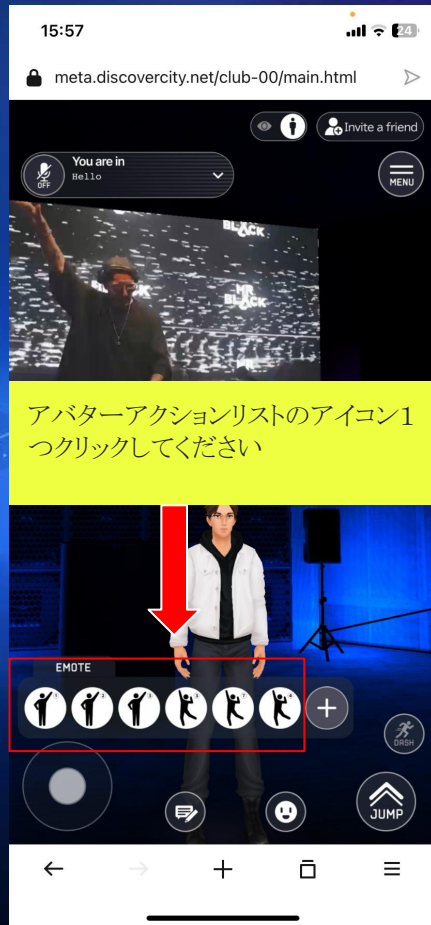 15:57
24
meta.discovercity.net/club-00/main.html
Invite a friend
OFF
You are in
Hello
MENU
BLACK
MR.
BLACK
アバターアクションリストのアイコン１
つクリックしてください
EMOTE
DASH
JUMP